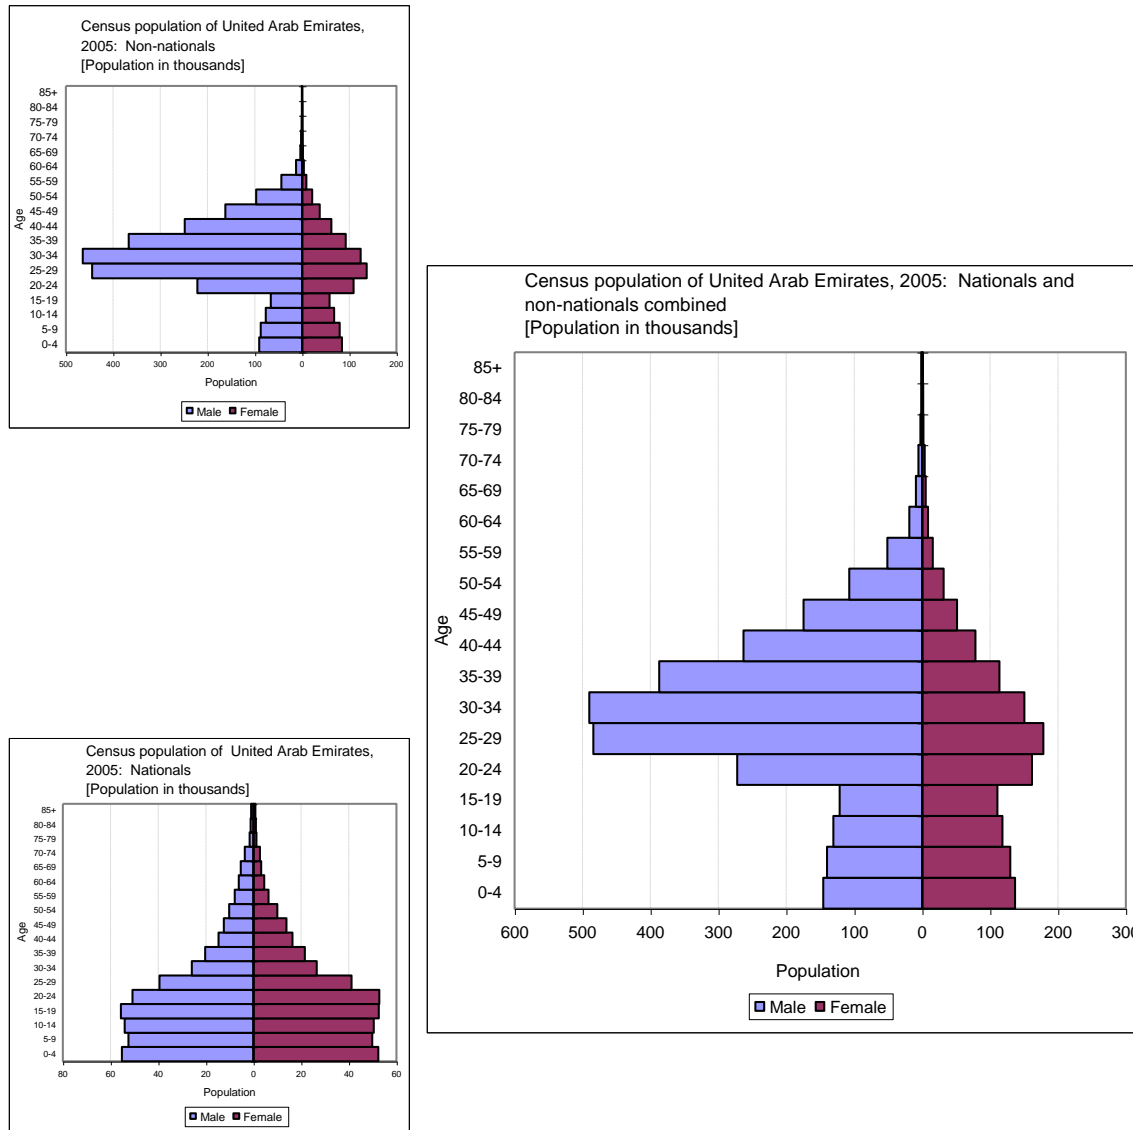 Census population of United Arab Emirates,
2005:  Non-nationals
[Population in thousands]
85+
80-84
75-79
70-74
65-69
60-64
55-59
50-54
45-49
40-44
35-39
30-34
25-29
20-24
15-19
10-14
5-9
0-4
Age
500 400 300 200 100 0 100 200
Population
Male Female
Census population of United Arab Emirates, 2005:  Nationals and
non-nationals combined
[Population in thousands]
85+
80-84
75-79
70-74
65-69
60-64
55-59
50-54
45-49
40-44
35-39
30-34
25-29
20-24
15-19
10-14
5-9
0-4
Age
600 500 400 300 200 100 0 100 200 300
Population
Male Female
Census population of  United Arab Emirates,
2005:  Nationals
[Population in thousands]
85+
80-84
75-79
70-74
65-69
60-64
55-59
50-54
45-49
40-44
35-39
30-34
25-29
20-24
15-19
10-14
5-9
0-4
Age
80 60 40 20 0 20 40 60
Population
Male Female